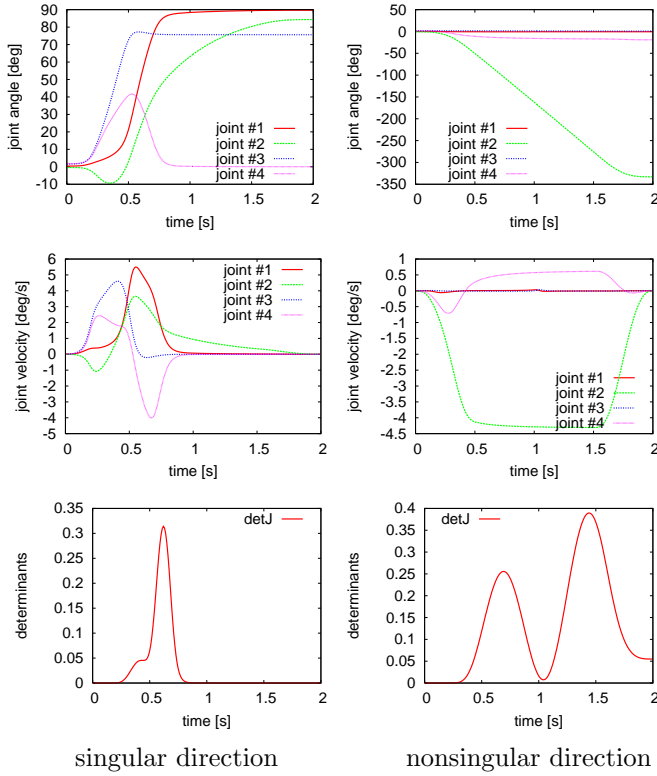 90
80
70
60
50
40
30
20
10
0
-10
joint angle [deg]
joint #1
joint #2
joint #3
joint #4
0 0.5 1 1.5 2
time [s]
50
0
-50
-100
-150
-200
-250
-300
-350
joint angle [deg]
joint #1
joint #2
joint #3
joint #4
0 0.5 1 1.5 2
time [s]
6
5
4
3
2
1
0
-1
-2
-3
-4
-5
joint velocity [deg/s]
joint #1
joint #2
joint #3
joint #4
0 0.5 1 1.5 2
time [s]
1
0.5
0
-0.5
-1
-1.5
-2
-2.5
-3
-3.5
-4
-4.5
joint velocity [deg/s]
joint #1
joint #2
joint #3
joint #4
0 0.5 1 1.5 2
time [s]
0.35
0.3
0.25
0.2
0.15
0.1
0.05
0
determinants
detJ
0 0.5 1 1.5 2
time [s]
0.4
0.35
0.3
0.25
0.2
0.15
0.1
0.05
0
determinants
detJ
0 0.5 1 1.5 2
time [s]
singular direction
nonsingular direction